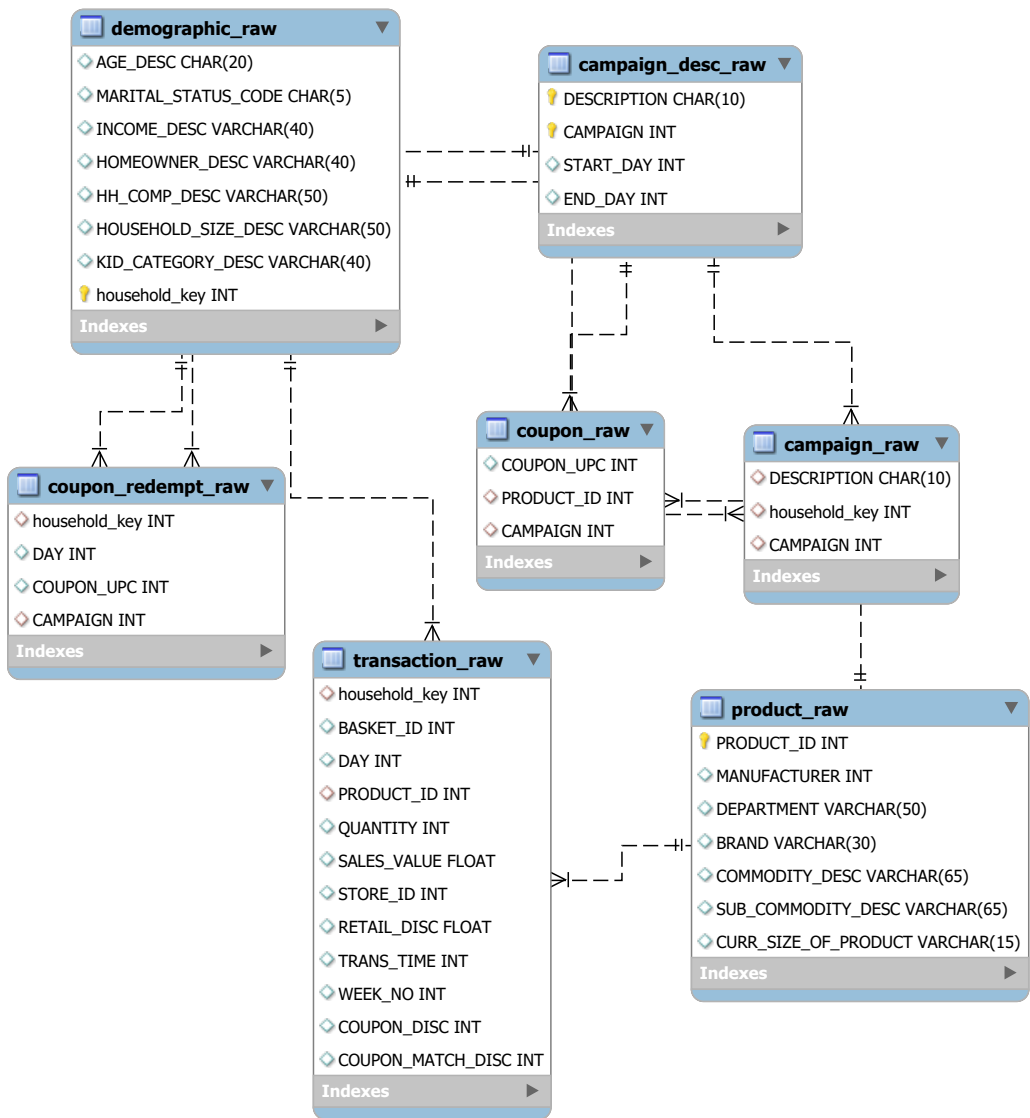 demographic_raw
AGE_DESC CHAR(20)
MARITAL_STATUS_CODE CHAR(5)
INCOME_DESC VARCHAR(40)
HOMEOWNER_DESC VARCHAR(40)
HH_COMP_DESC VARCHAR(50)
HOUSEHOLD_SIZE_DESC VARCHAR(50)
KID_CATEGORY_DESC VARCHAR(40)
household_key INT
Indexes
campaign_desc_raw
DESCRIPTION CHAR(10)
CAMPAIGN INT
START_DAY INT
END_DAY INT
Indexes
coupon_raw
COUPON_UPC INT
PRODUCT_ID INT
CAMPAIGN INT
Indexes
campaign_raw
DESCRIPTION CHAR(10)
household_key INT
CAMPAIGN INT
Indexes
coupon_redempt_raw
household_key INT
DAY INT
COUPON_UPC INT
CAMPAIGN INT
Indexes
transaction_raw
household_key INT
BASKET_ID INT
DAY INT
PRODUCT_ID INT
QUANTITY INT
SALES_VALUE FLOAT
STORE_ID INT
RETAIL_DISC FLOAT
TRANS_TIME INT
WEEK_NO INT
COUPON_DISC INT
COUPON_MATCH_DISC INT
Indexes
product_raw
PRODUCT_ID INT
MANUFACTURER INT
DEPARTMENT VARCHAR(50)
BRAND VARCHAR(30)
COMMODITY_DESC VARCHAR(65)
SUB_COMMODITY_DESC VARCHAR(65)
CURR_SIZE_OF_PRODUCT VARCHAR(15)
Indexes